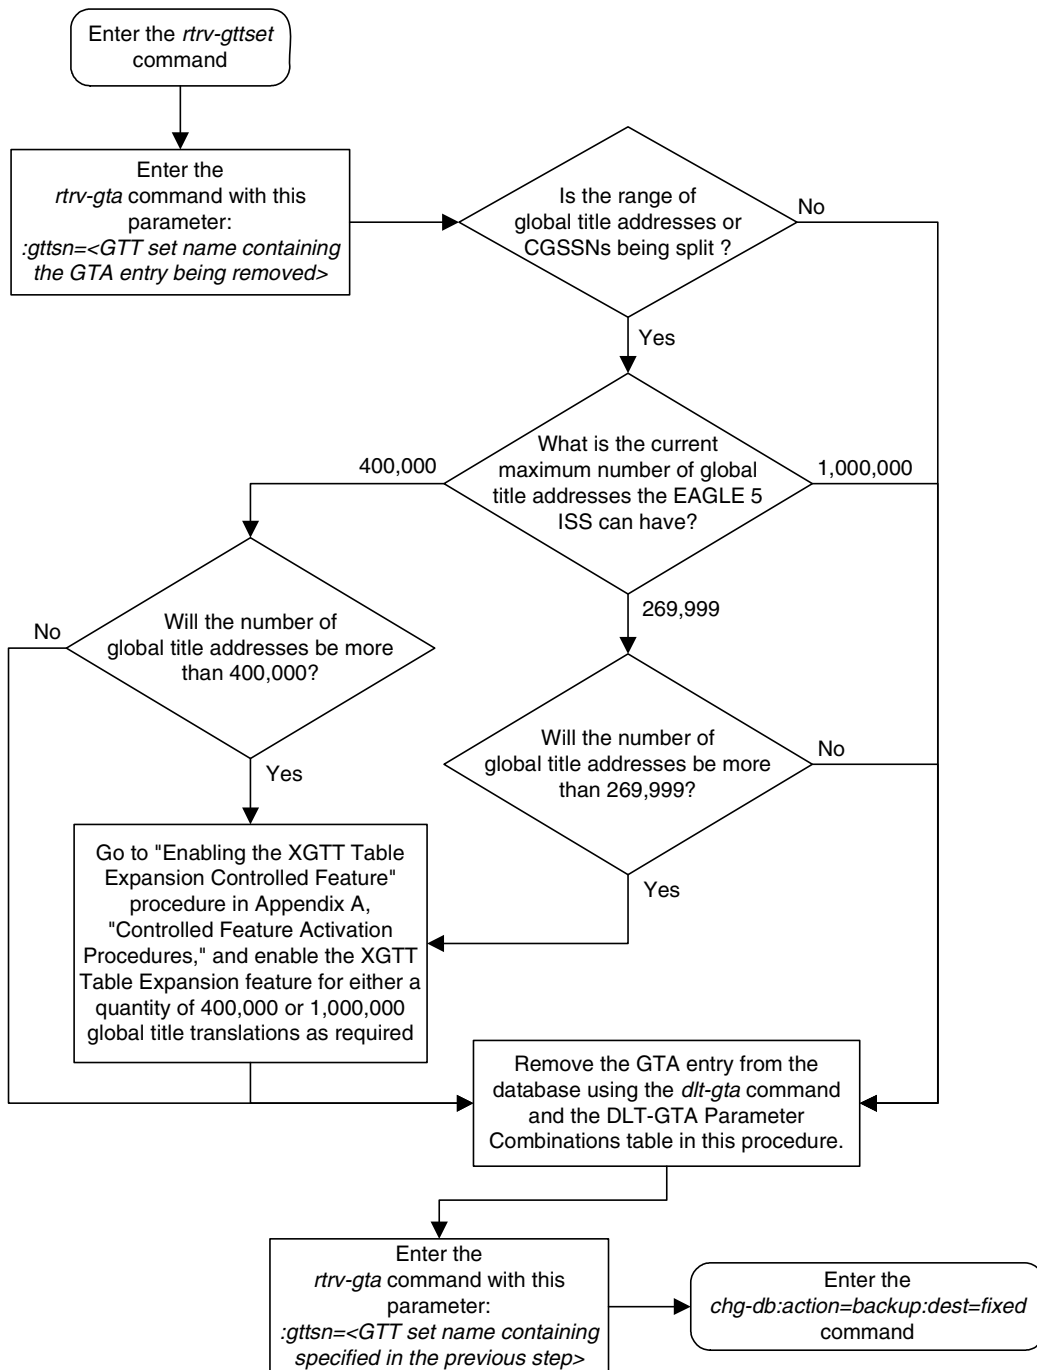 Enter the rtrv-gttset
command
Enter the
rtrv-gta command with this
parameter:
:gttsn=<GTT set name containing
the GTA entry being removed>
Is the range of
global title addresses or
CGSSNs being split ?
No
Yes
What is the current
maximum number of global
title addresses the EAGLE 5
ISS can have?
400,000
1,000,000
269,999
Will the number of
global title addresses be more
than 400,000?
No
Yes
Will the number of
global title addresses be more
than 269,999?
No
Yes
Go to "Enabling the XGTT Table
Expansion Controlled Feature"
procedure in Appendix A,
"Controlled Feature Activation
Procedures," and enable the XGTT
Table Expansion feature for either a
quantity of 400,000 or 1,000,000
global title translations as required
Remove the GTA entry from the
database using the dlt-gta command
and the DLT-GTA Parameter
Combinations table in this procedure.
Enter the
rtrv-gta command with this
parameter:
:gttsn=<GTT set name containing
specified in the previous step>
Enter the
chg-db:action=backup:dest=fixed
command